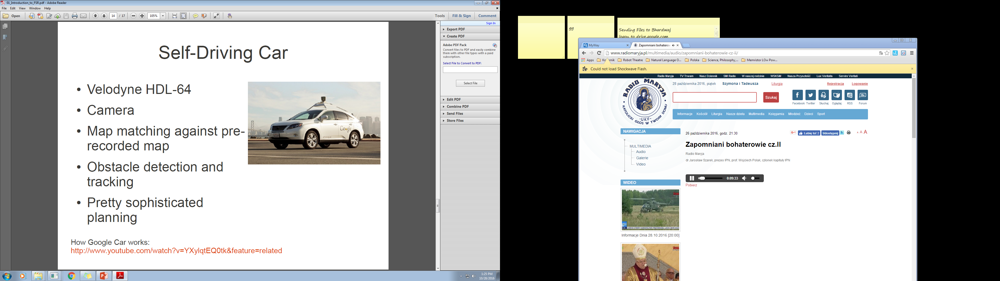 01_Introduction_to_FSR.pdf - Adobe Reader
File Edit View Window Help
Open 14 / 17 105% Tools Fill & Sign Comment
Self-Driving Car
• Velodyne HDL-64
• Camera
• Map matching against pre-
recorded map
• Obstacle detection and
tracking
• Pretty sophisticated
planning
Google
How Google Car works:
http://www.youtube.com/watch?v=YXylqtEQ0tk&feature=related
Sign In
Export PDF
Create PDF
Adobe PDF Pack
Convert files to PDF and easily combine
them with other file types with a paid
subscription.
Select File to Convert to PDF:
Select File
Edit PDF
Combine PDF
Send Files
Store Files
1:25 PM
10/28/2016
gg
Sending Files to Bhardwaj
logon to drive.google.com
MyWay
Zapomniani bohaterov
www.radiomaryja.pl/multimedia/audio/zapomniani-bohaterowie-cz-ii/
Apps Robot Theatre Natural Language O... Polska Science, Philosophy,... Memristor LOw Pow...
Could not load Shockwave Flash.
Radio Maryja TV Trwam Nasz Dziennik SIM Radio W naszej rodzinie WSKSiM Nasza Przyszłość Lux Veritatis Servire Veritati
RADIO MARYJA
KATOLICKI GŁOS W TWOIM DOMU
·UKF·
28 października 2016, piątek Szymona i Tadeusza Liturgia Rejestracja Logowanie
Szukaj
Facebook Twitter Słuchaj Oglądaj RSS Forum
Informacje Kościół Liturgia Nasze dzieła Multimedia Księgarnia Młodzież Dzieci Sport
NAWIGACJA
MULTIMEDIA
Audio
Galerie
Video
26 października 2016, godz. 21:30
G+1 Lubię to! 2 Udostępnij A A A
Zapomniani bohaterowie cz.II
Radio Maryja
dr Jarosław Szarek, prezes IPN, prof. Wojciech Polak, członek kapituły IPN
0:09:33
Pobierz
WIDEO
Informacje Dnia 28.10.2016 [20:00]